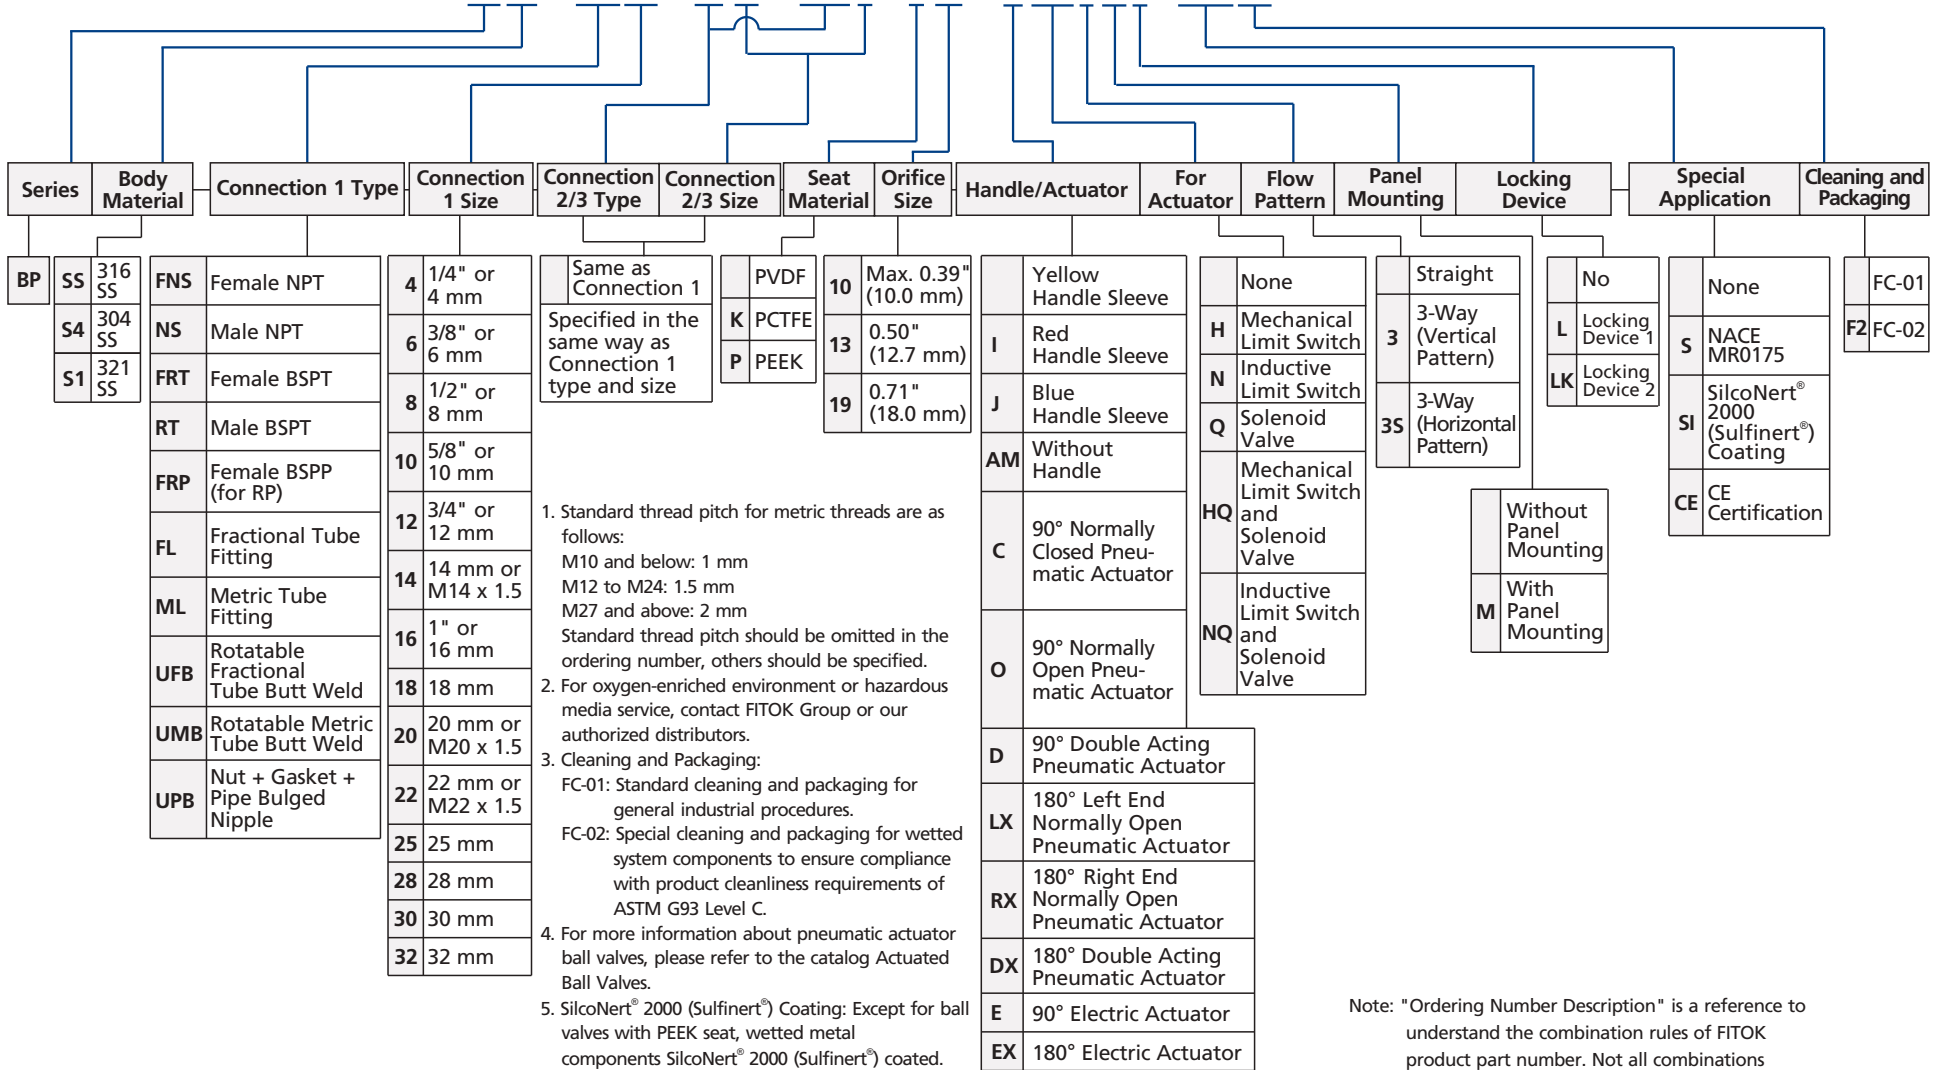 Series
Body
Material
Connection 1 Type
Connection
1 Size
Connection
2/3 Type
Connection
2/3 Size
Seat
Material
Orifice
Size
Handle/Actuator
For
Actuator
Flow
Pattern
Panel
Mounting
Locking
Device
Special
Application
Cleaning and
Packaging
BP
SS 316
SS
S4 304
SS
S1 321
SS
FNS Female NPT
NS Male NPT
FRT Female BSPT
RT Male BSPT
FRP Female BSPP
(for RP)
FL Fractional Tube
Fitting
ML Metric Tube
Fitting
UFB Rotatable
Fractional
Tube Butt Weld
UMB Rotatable Metric
Tube Butt Weld
UPB Nut + Gasket +
Pipe Bulged
Nipple
4 1/4" or
4 mm
6 3/8" or
6 mm
8 1/2" or
8 mm
10 5/8" or
10 mm
12 3/4" or
12 mm
14 14 mm or
M14 x 1.5
16 1" or
16 mm
18 18 mm
20 20 mm or
M20 x 1.5
22 22 mm or
M22 x 1.5
25 25 mm
28 28 mm
30 30 mm
32 32 mm
Same as
Connection 1
Specified in the
same way as
Connection 1
type and size
PVDF
K PCTFE
P PEEK
10 Max. 0.39"
(10.0 mm)
13 0.50"
(12.7 mm)
19 0.71"
(18.0 mm)
Yellow
Handle Sleeve
I Red
Handle Sleeve
J Blue
Handle Sleeve
AM Without
Handle
C 90° Normally
Closed Pneu-
matic Actuator
O 90° Normally
Open Pneu-
matic Actuator
D 90° Double Acting
Pneumatic Actuator
LX 180° Left End
Normally Open
Pneumatic Actuator
RX 180° Right End
Normally Open
Pneumatic Actuator
DX 180° Double Acting
Pneumatic Actuator
E 90° Electric Actuator
EX 180° Electric Actuator
None
H Mechanical
Limit Switch
N Inductive
Limit Switch
Q Solenoid
Valve
HQ Mechanical
Limit Switch
and
Solenoid
Valve
NQ Inductive
Limit Switch
and
Solenoid
Valve
Straight
3 3-Way
(Vertical
Pattern)
3S 3-Way
(Horizontal
Pattern)
Without
Panel
Mounting
M With
Panel
Mounting
No
L Locking
Device 1
LK Locking
Device 2
None
S NACE
MR0175
SI SilcoNert®
2000
(Sulfinert®)
Coating
CE CE
Certification
FC-01
F2 FC-02
1. Standard thread pitch for metric threads are as
follows:
M10 and below: 1 mm
M12 to M24: 1.5 mm
M27 and above: 2 mm
Standard thread pitch should be omitted in the
ordering number, others should be specified.
2. For oxygen-enriched environment or hazardous
media service, contact FITOK Group or our
authorized distributors.
3. Cleaning and Packaging:
FC-01: Standard cleaning and packaging for
general industrial procedures.
FC-02: Special cleaning and packaging for wetted
system components to ensure compliance
with product cleanliness requirements of
ASTM G93 Level C.
4. For more information about pneumatic actuator
ball valves, please refer to the catalog Actuated
Ball Valves.
5. SilcoNert® 2000 (Sulfinert®) Coating: Except for ball
valves with PEEK seat, wetted metal
components SilcoNert® 2000 (Sulfinert®) coated.
Note: "Ordering Number Description" is a reference to
understand the combination rules of FITOK
product part number. Not all combinations